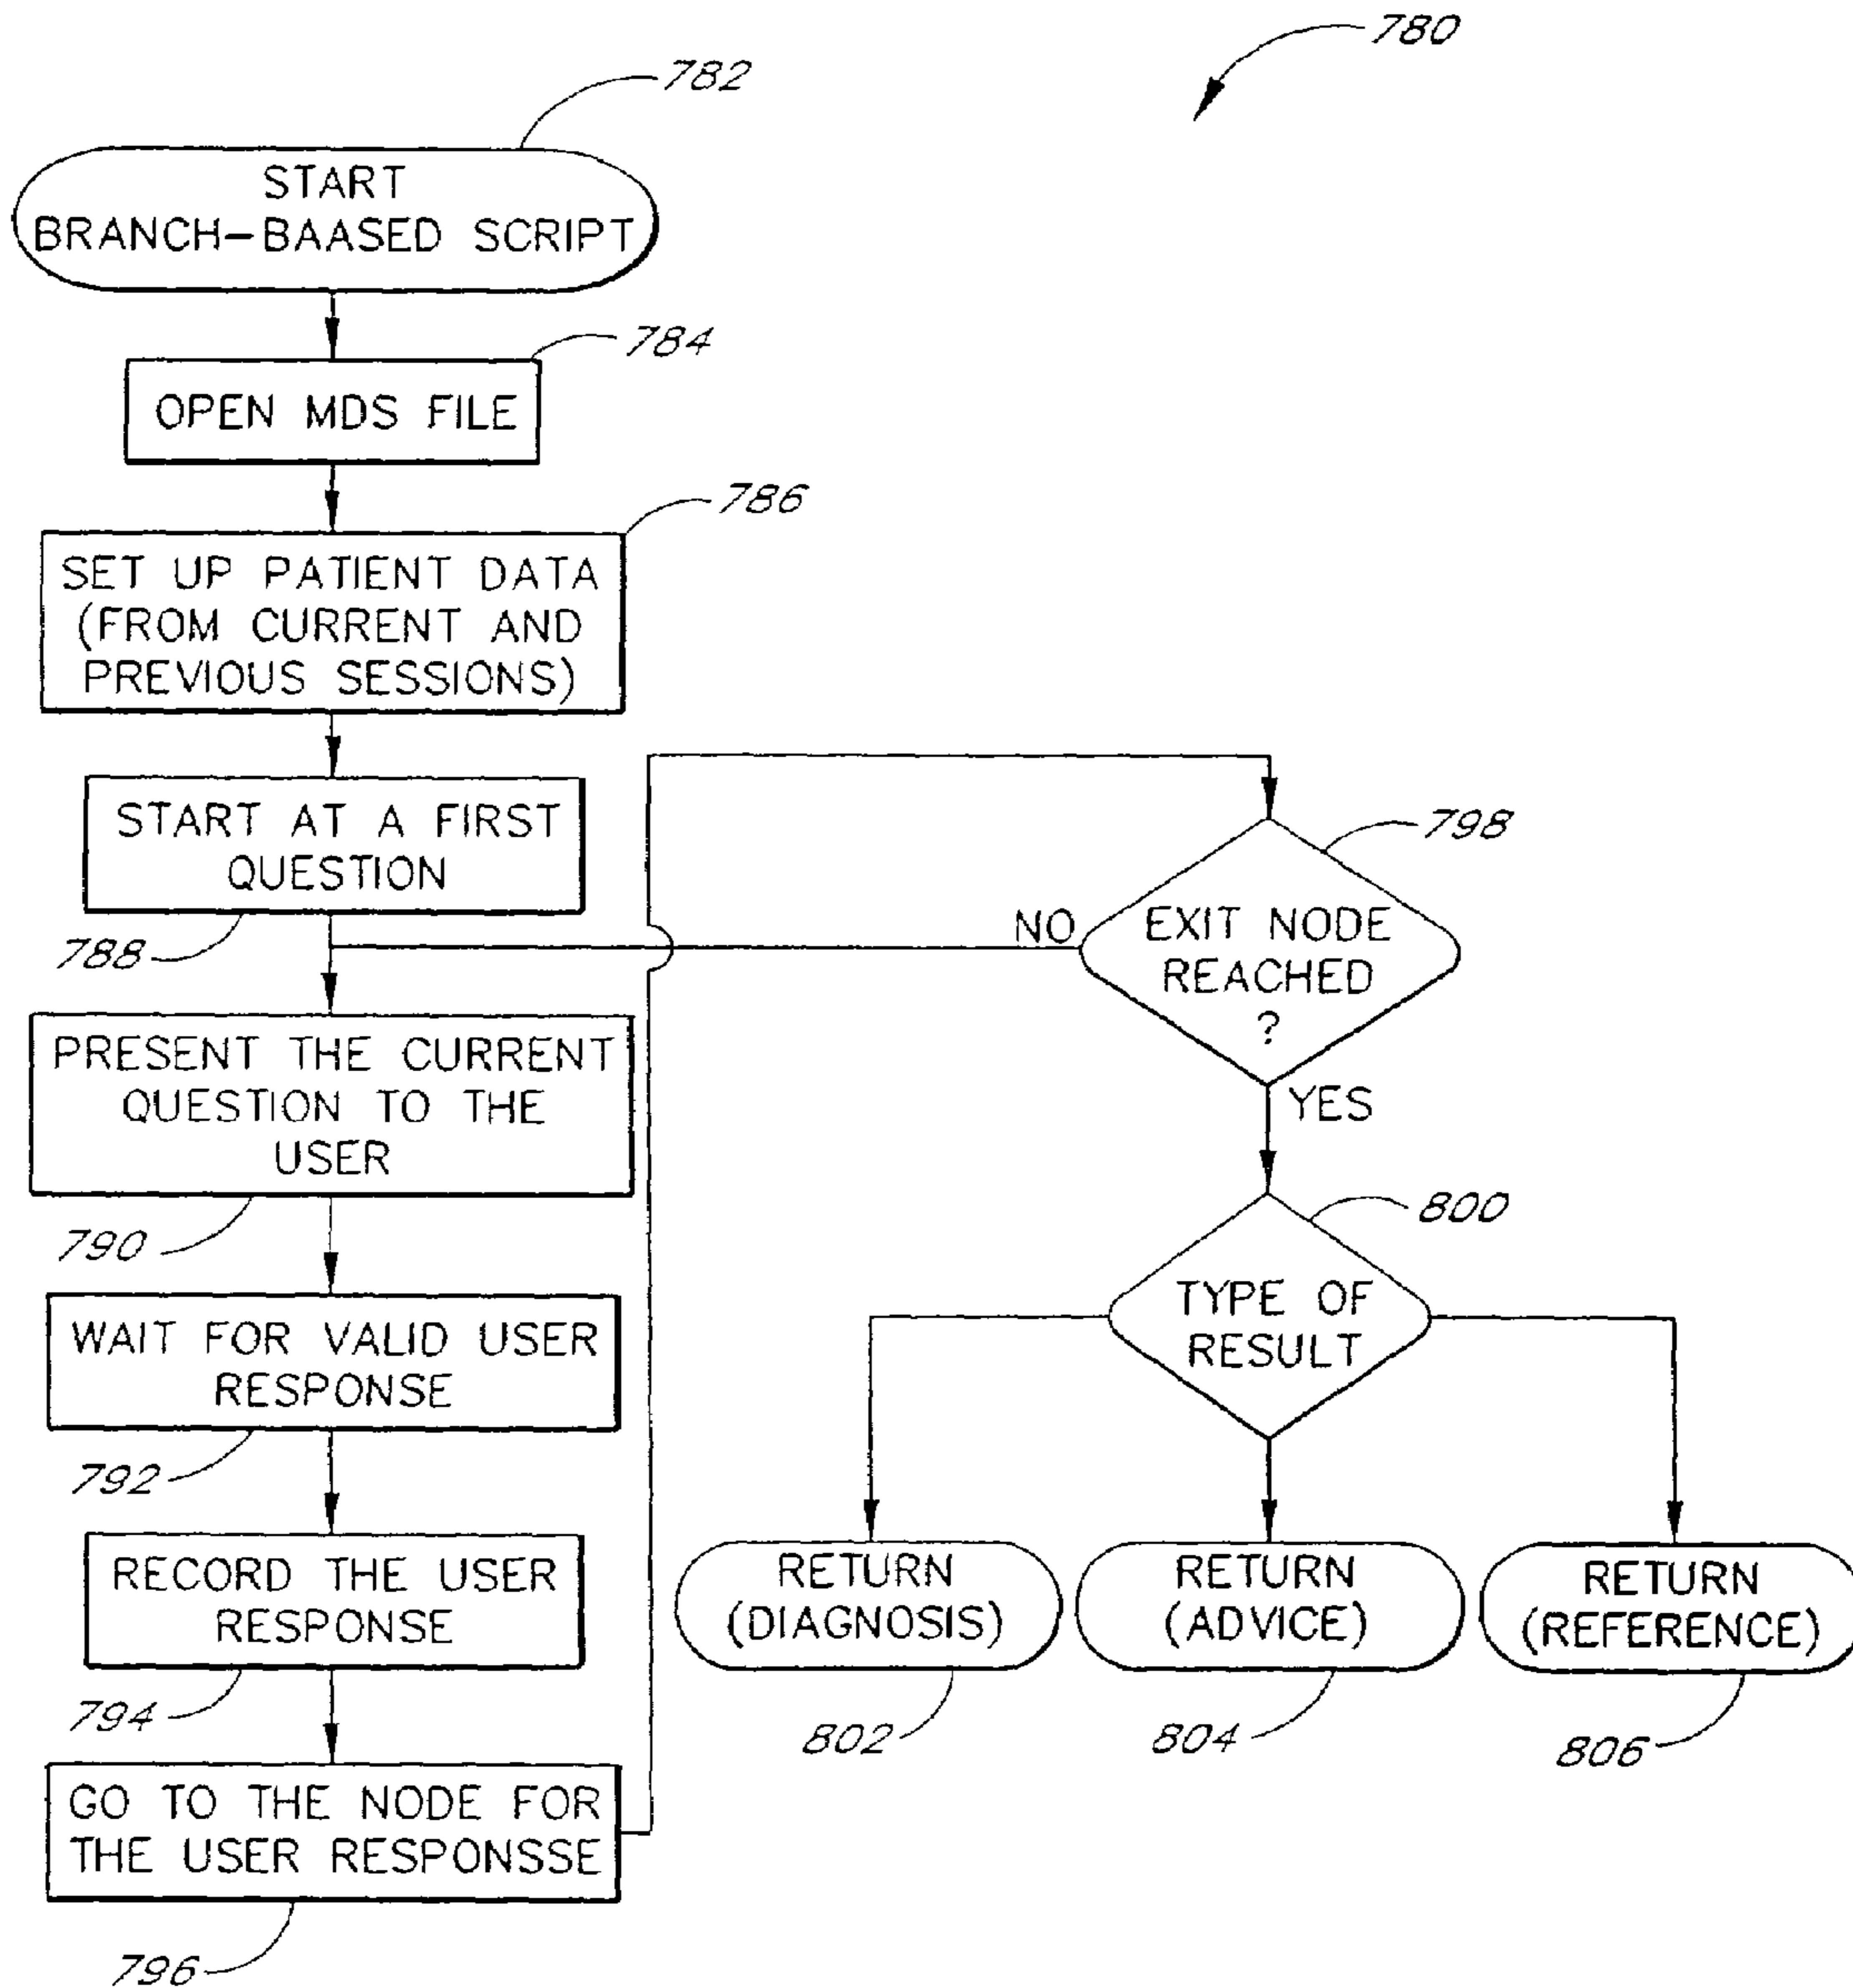 780
782
START
BRANCH-BAASED SCRIPT
784
OPEN MDS FILE
786
SET UP PATIENT DATA
(FROM CURRENT AND
PREVIOUS SESSIONS)
START AT A FIRST
QUESTION
788
PRESENT THE CURRENT
QUESTION TO THE
USER
790
WAIT FOR VALID USER
RESPONSE
792
RECORD THE USER
RESPONSE
794
GO TO THE NODE FOR
THE USER RESPONSSE
796
798
EXIT NODE
REACHED
?
NO
YES
800
TYPE OF
RESULT
RETURN
(DIAGNOSIS)
802
RETURN
(ADVICE)
804
RETURN
(REFERENCE)
806